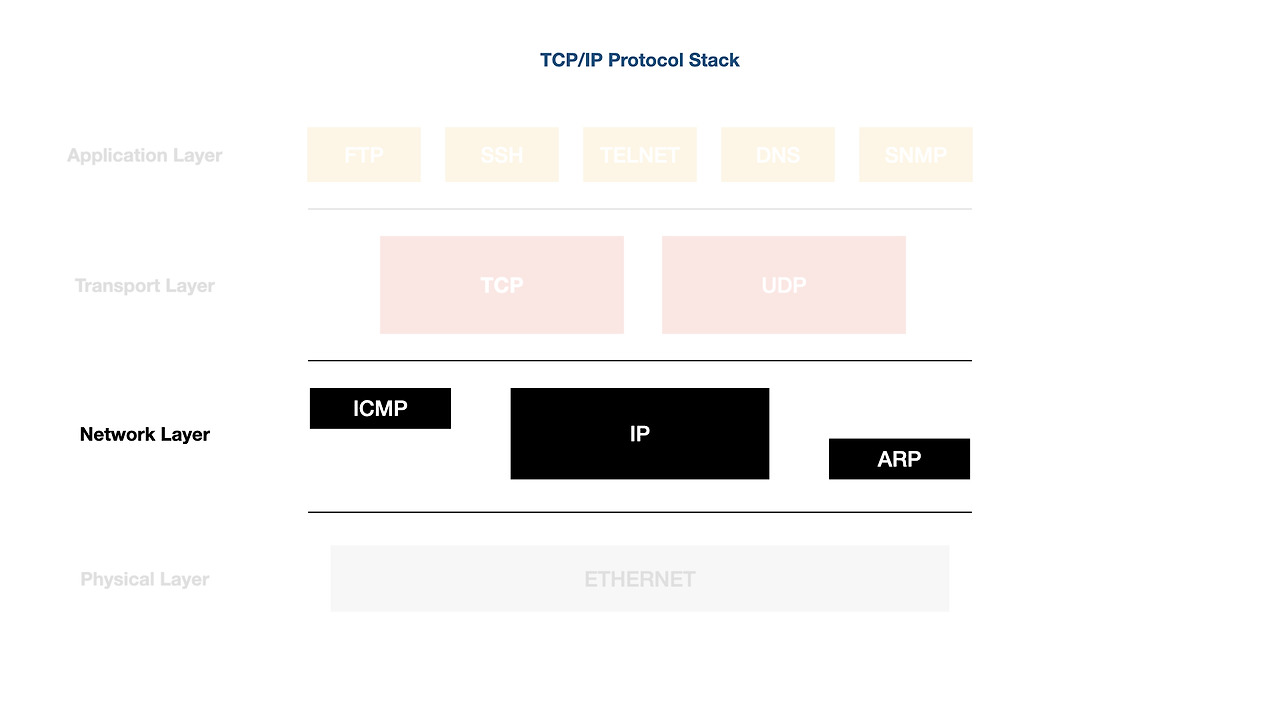 TCP/IP Protocol Stack
Application Layer
FTP
SSH
TELNET
DNS
SNMP
Transport Layer
TCP
UDP
Network Layer
ICMP
IP
ARP
Physical Layer
ETHERNET